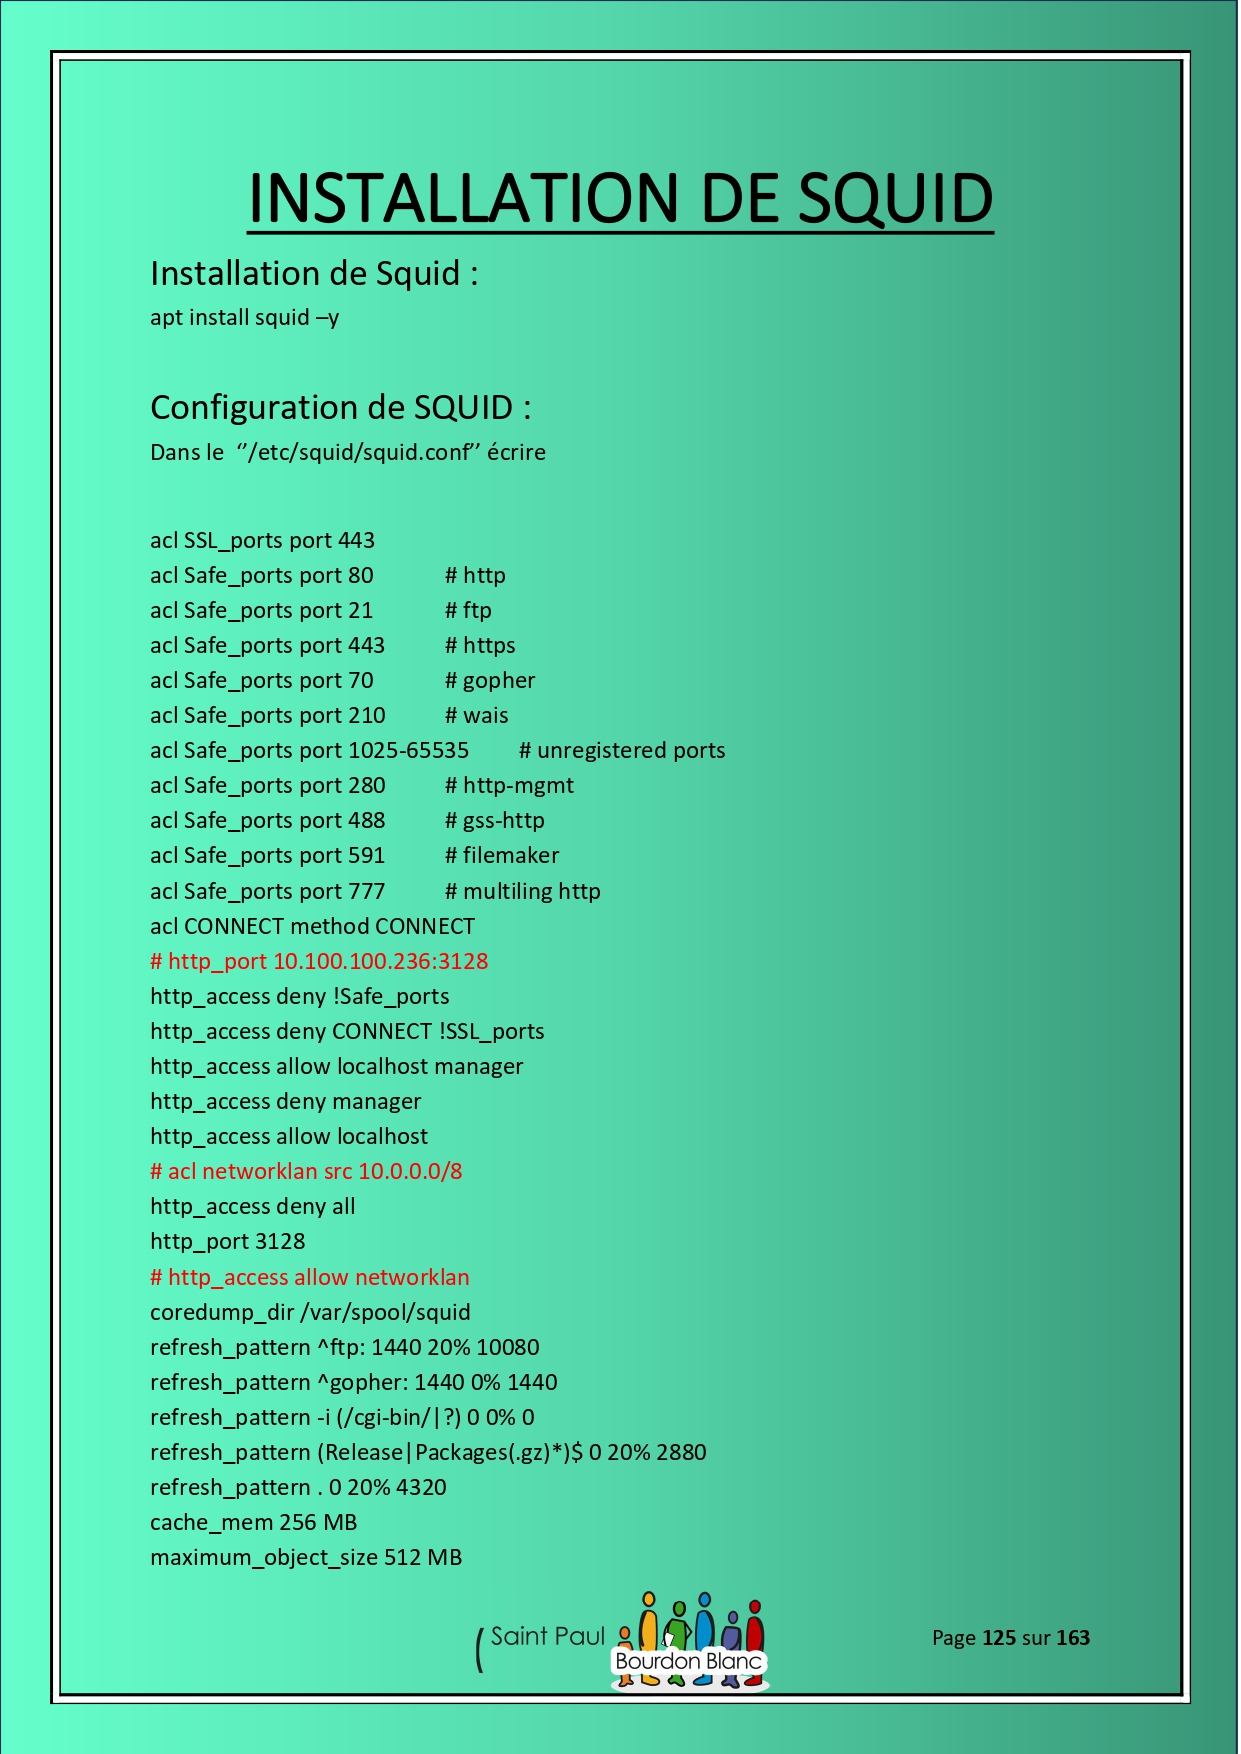 INSTALLATION DE SQUID
Installation de Squid :
apt install squid –y
Configuration de SQUID :
Dans le ‘’/etc/squid/squid.conf’’ écrire
acl SSL_ports port 443
acl Safe_ports port 80 # http
acl Safe_ports port 21 # ftp
acl Safe_ports port 443 # https
acl Safe_ports port 70 # gopher
acl Safe_ports port 210 # wais
acl Safe_ports port 1025-65535 # unregistered ports
acl Safe_ports port 280 # http-mgmt
acl Safe_ports port 488 # gss-http
acl Safe_ports port 591 # filemaker
acl Safe_ports port 777 # multiling http
acl CONNECT method CONNECT
# http_port 10.100.100.236:3128
http_access deny !Safe_ports
http_access deny CONNECT !SSL_ports
http_access allow localhost manager
http_access deny manager
http_access allow localhost
# acl networklan src 10.0.0.0/8
http_access deny all
http_port 3128
# http_access allow networklan
coredump_dir /var/spool/squid
refresh_pattern ^ftp: 1440 20% 10080
refresh_pattern ^gopher: 1440 0% 1440
refresh_pattern -i (/cgi-bin/|?) 0 0% 0
refresh_pattern (Release|Packages(.gz)*)$ 0 20% 2880
refresh_pattern . 0 20% 4320
cache_mem 256 MB
maximum_object_size 512 MB
Saint Paul
Bourdon Blanc
Page 125 sur 163